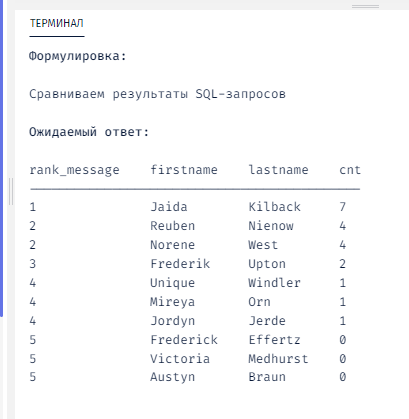 ТЕРМИНАЛ
Формулировка:
Сравниваем результаты SQL-запросов
Ожидаемый ответ:
rank_message firstname lastname cnt
1 Jaida Kilback 7
2 Reuben Nienow 4
2 Norene West 4
3 Frederik Upton 2
4 Unique Windler 1
4 Mireya Orn 1
4 Jordyn Jerde 1
5 Frederick Effertz 0
5 Victoria Medhurst 0
5 Austyn Braun 0